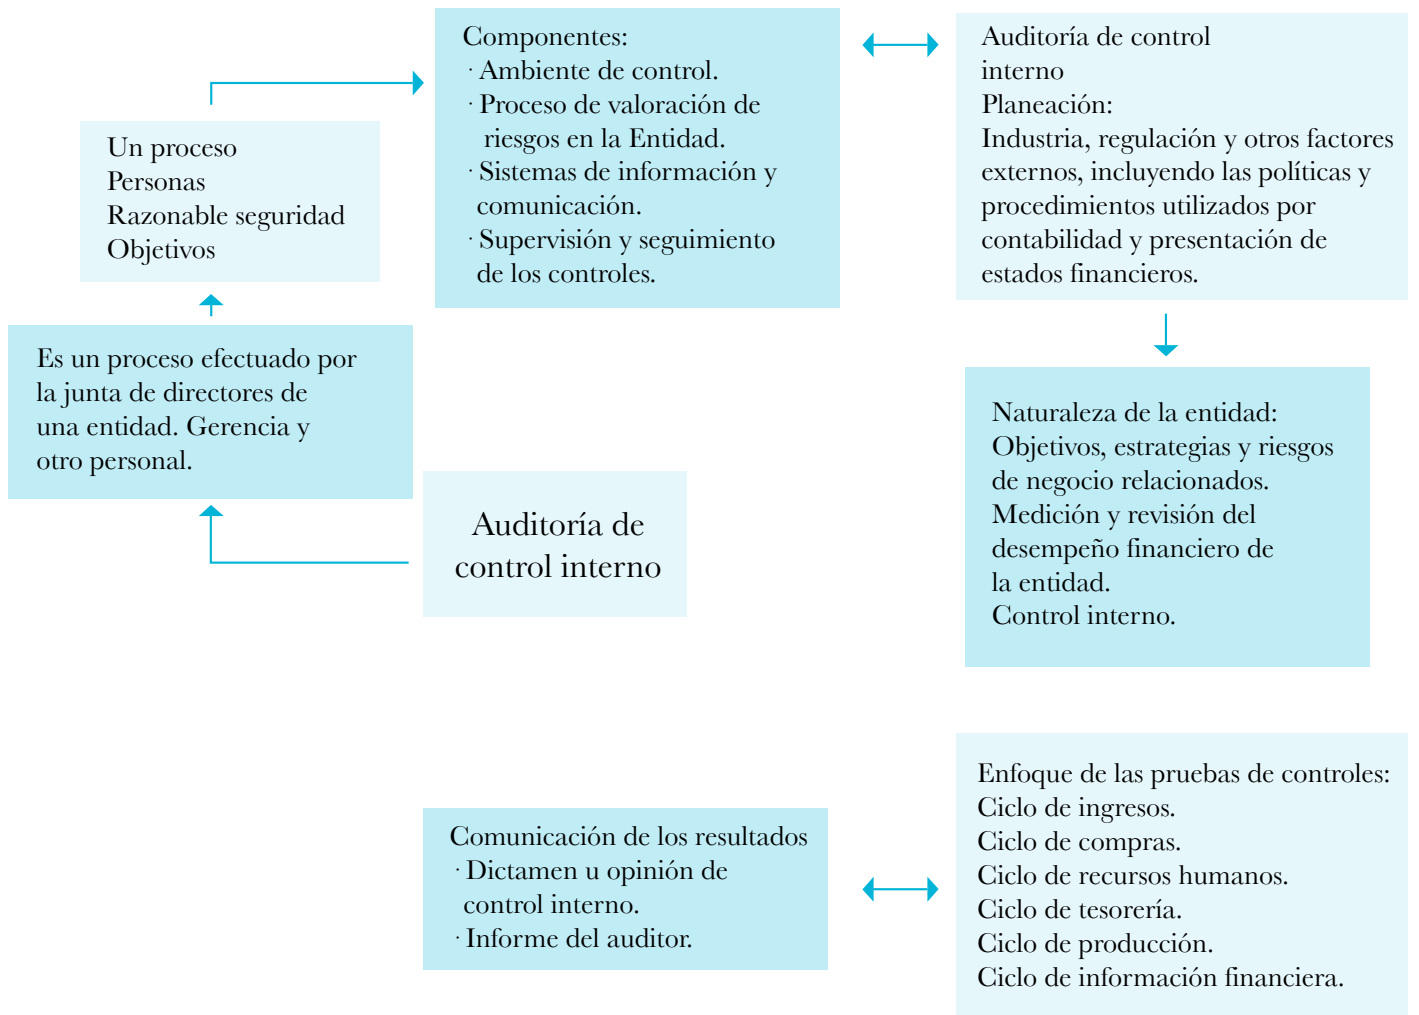 Componentes:
· Ambiente de control.
· Proceso de valoración de
riesgos en la Entidad.
· Sistemas de información y
comunicación.
· Supervisión y seguimiento
de los controles.
Auditoría de control
interno
Planeación:
Industria, regulación y otros factores
externos, incluyendo las políticas y
procedimientos utilizados por
contabilidad y presentación de
estados financieros.
Un proceso
Personas
Razonable seguridad
Objetivos
Es un proceso efectuado por
la junta de directores de
una entidad. Gerencia y
otro personal.
Auditoría de
control interno
Naturaleza de la entidad:
Objetivos, estrategias y riesgos
de negocio relacionados.
Medición y revisión del
desempeño financiero de
la entidad.
Control interno.
Comunicación de los resultados
· Dictamen u opinión de
control interno.
· Informe del auditor.
Enfoque de las pruebas de controles:
Ciclo de ingresos.
Ciclo de compras.
Ciclo de recursos humanos.
Ciclo de tesorería.
Ciclo de producción.
Ciclo de información financiera.